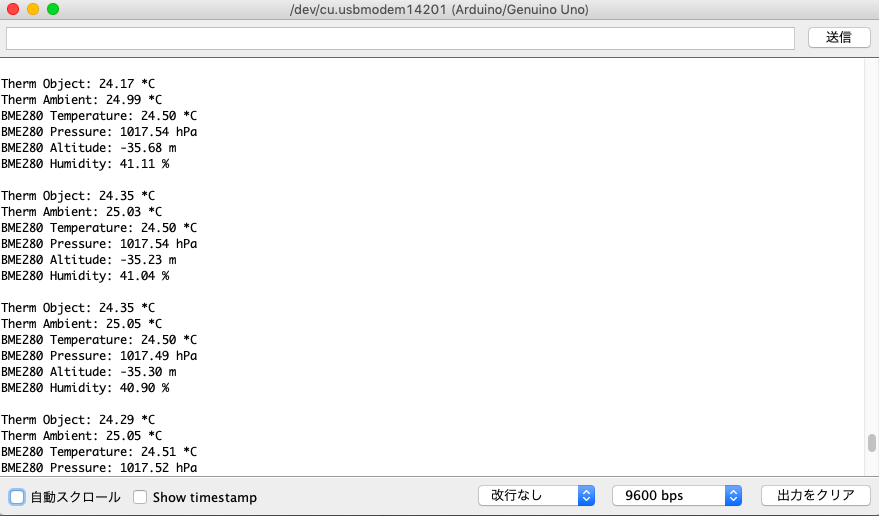 /dev/cu.usbmodem14201 (Arduino/Genuino Uno)
送信
Therm Object: 24.17 *C
Therm Ambient: 24.99 *C
BME280 Temperature: 24.50 *C
BME280 Pressure: 1017.54 hPa
BME280 Altitude: -35.68 m
BME280 Humidity: 41.11 %
Therm Object: 24.35 *C
Therm Ambient: 25.03 *C
BME280 Temperature: 24.50 *C
BME280 Pressure: 1017.54 hPa
BME280 Altitude: -35.23 m
BME280 Humidity: 41.04 %
Therm Object: 24.35 *C
Therm Ambient: 25.05 *C
BME280 Temperature: 24.50 *C
BME280 Pressure: 1017.49 hPa
BME280 Altitude: -35.30 m
BME280 Humidity: 40.90 %
Therm Object: 24.29 *C
Therm Ambient: 25.05 *C
BME280 Temperature: 24.51 *C
BME280 Pressure: 1017.52 hPa
自動スクロール Show timestamp 改行なし 9600 bps 出力をクリア